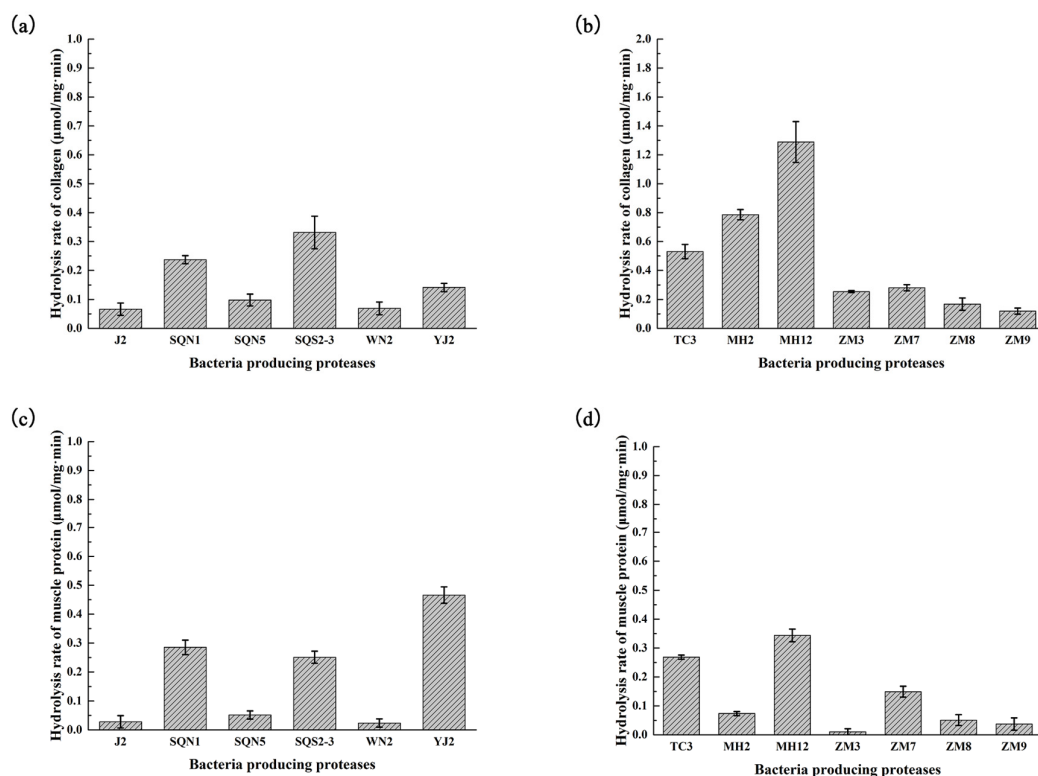 (a)
Hydrolysis rate of collagen (μmol/mg·min)
1.0
0.9
0.8
0.7
0.6
0.5
0.4
0.3
0.2
0.1
0.0
J2 SQN1 SQN5 SQS2-3 WN2 YJ2
Bacteria producing proteases
(b)
Hydrolysis rate of collagen (μmol/mg·min)
2.0
1.8
1.6
1.4
1.2
1.0
0.8
0.6
0.4
0.2
0.0
TC3 MH2 MH12 ZM3 ZM7 ZM8 ZM9
Bacteria producing proteases
(c)
Hydrolysis rate of muscle protein (μmol/mg·min)
1.0
0.9
0.8
0.7
0.6
0.5
0.4
0.3
0.2
0.1
0.0
J2 SQN1 SQN5 SQS2-3 WN2 YJ2
Bacteria producing proteases
(d)
Hydrolysis rate of muscle protein (μmol/mg·min)
1.0
0.9
0.8
0.7
0.6
0.5
0.4
0.3
0.2
0.1
0.0
TC3 MH2 MH12 ZM3 ZM7 ZM8 ZM9
Bacteria producing proteases